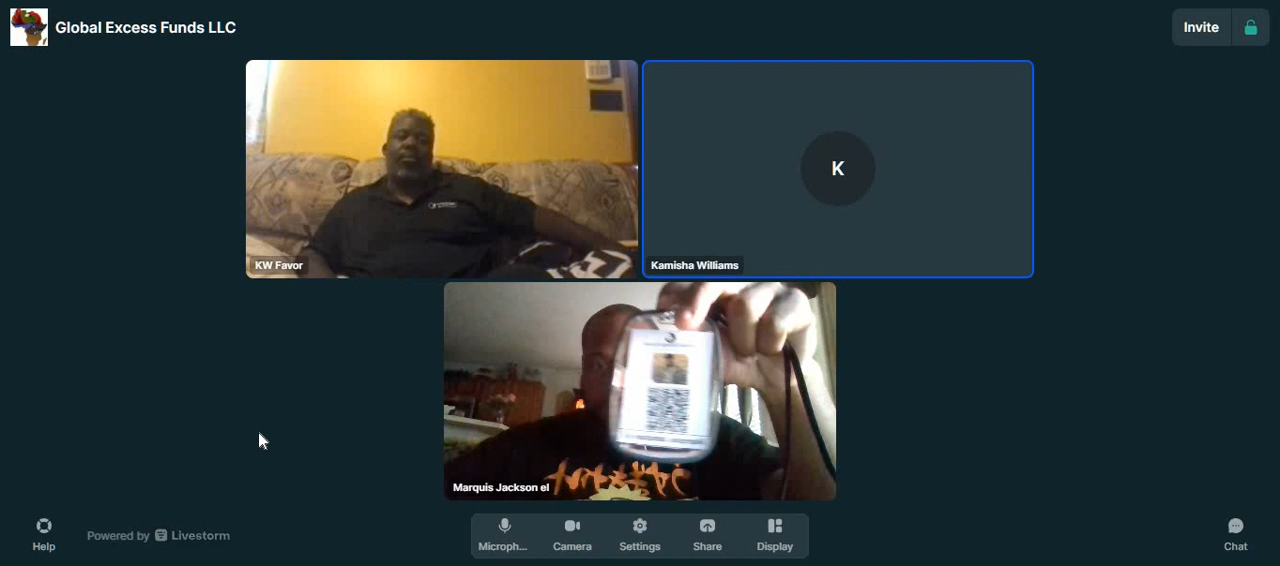 Global Excess Funds LLC
Invite
KW Favor
K
Kamisha Williams
Marquis Jackson el
Help
Powered by Livestorm
Microph...
Camera
Settings
Share
Display
Chat